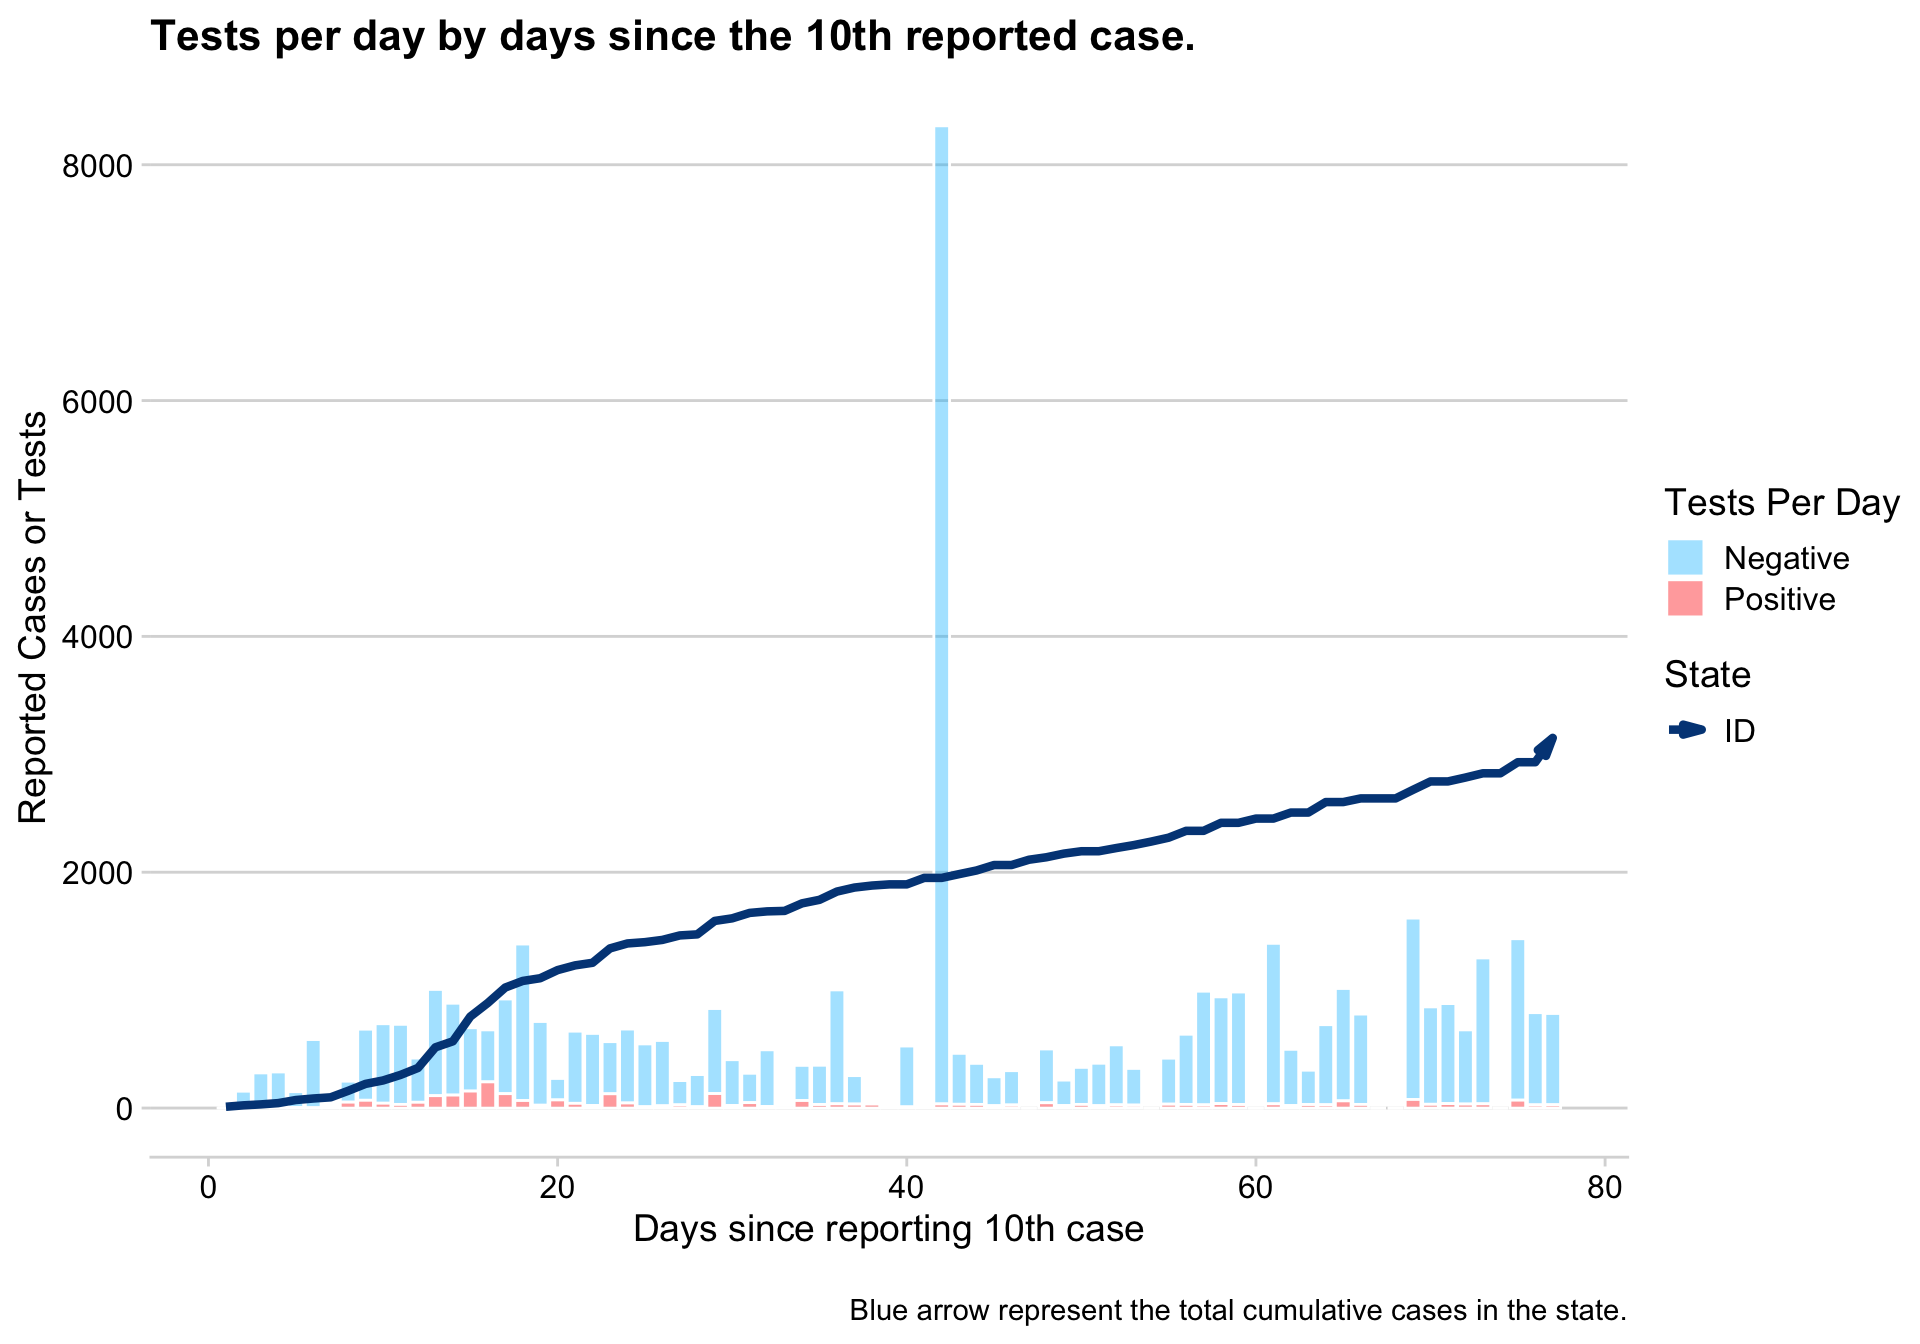 Tests per day by days since the 10th reported case.
Reported Cases or Tests
8000
6000
4000
2000
0
0 20 40 60 80
Days since reporting 10th case
Tests Per Day
Negative
Positive
State
ID
Blue arrow represent the total cumulative cases in the state.